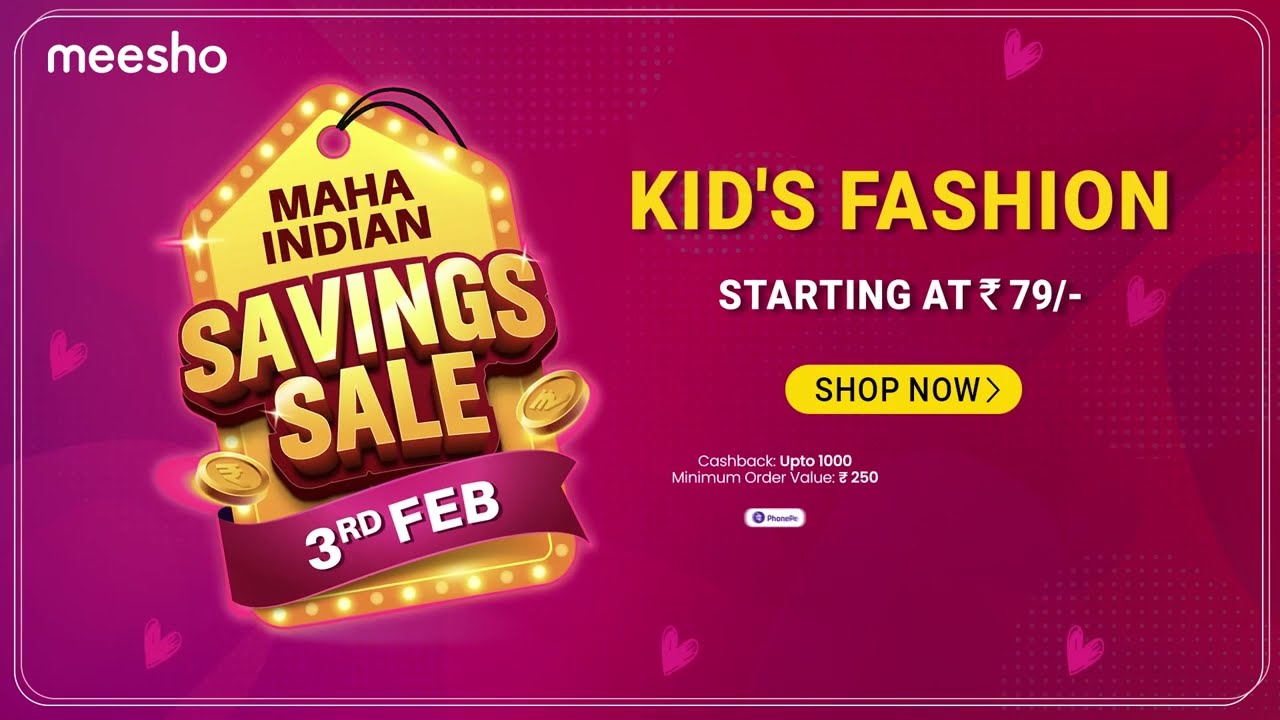 meesho
MAHA
INDIAN
SAVINGS
SALE
3RD FEB
KID'S FASHION
STARTING AT ₹ 79/-
SHOP NOW
Cashback: Upto 1000
Minimum Order Value: ₹ 250
PhonePe